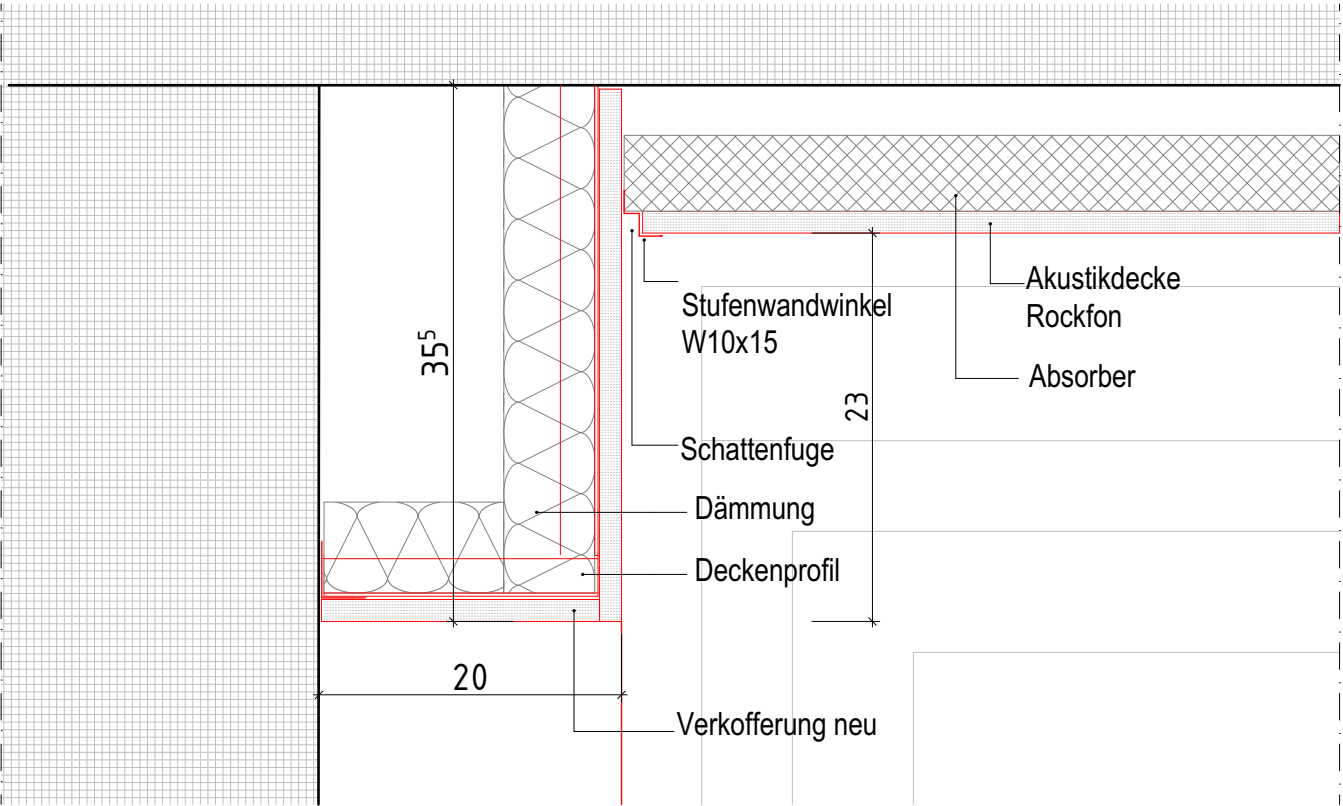 Akustikdecke
Rockfon
Stufenwandwinkel
W10x15
35⁵
Absorber
23
Schattenfuge
Dämmung
Deckenprofil
20
Verkofferung neu